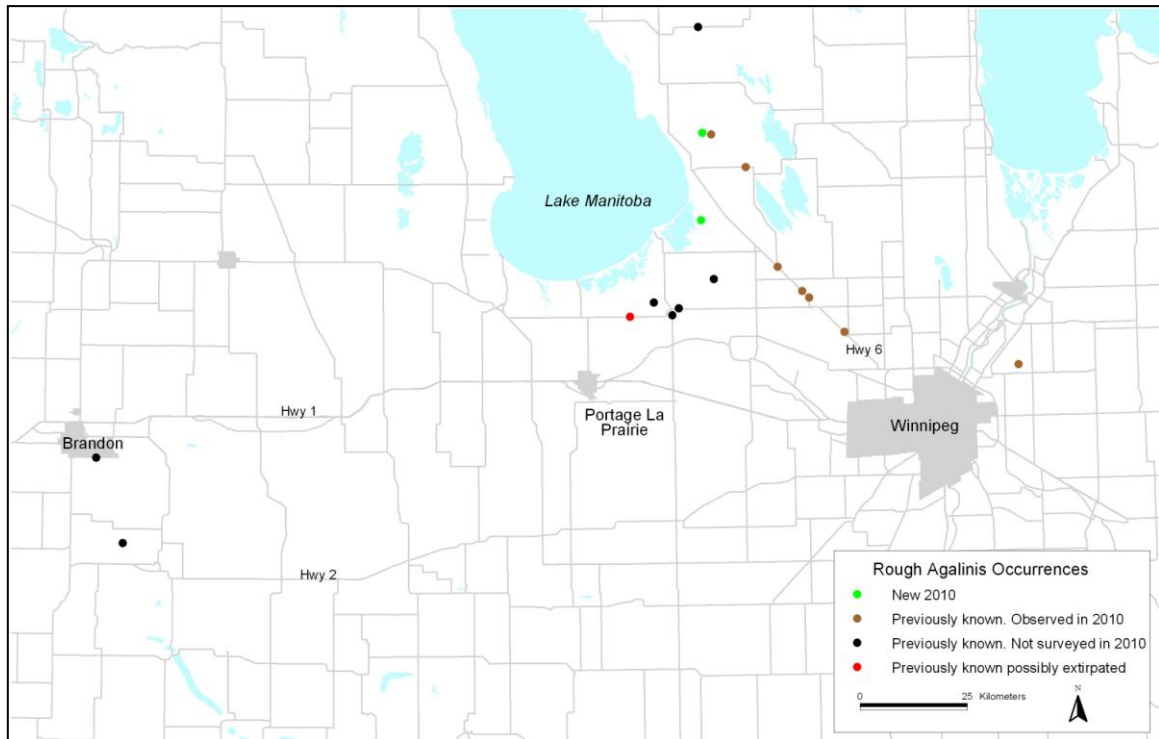 Lake Manitoba
Hwy 6
Hwy 1
Portage La
Prairie
Winnipeg
Brandon
Hwy 2
Rough Agalinis Occurrences
New 2010
Previously known. Observed in 2010
Previously known. Not surveyed in 2010
Previously known possibly extirpated
0 25 Kilometers
N